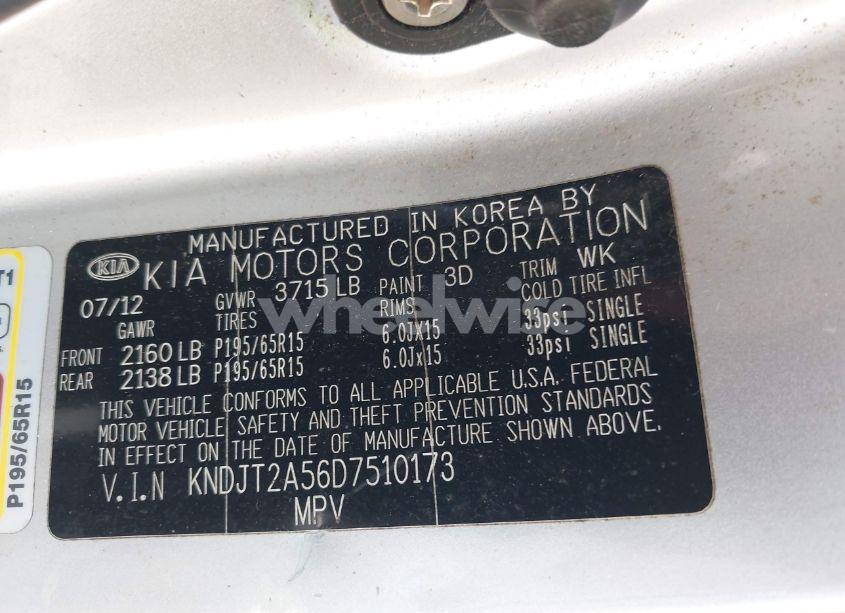 MANUFACTURED IN KOREA BY
KIA KIA MOTORS CORPORATION
07/12 GVWR 3715 LB PAINT 3D TRIM WK
GAWR TIRES RIMS COLD TIRE INFL
FRONT 2160 LB P195/65R15 6.0Jx15 33psi SINGLE
REAR 2138 LB P195/65R15 6.0Jx15 33psi SINGLE
THIS VEHICLE CONFORMS TO ALL APPLICABLE U.S.A. FEDERAL
MOTOR VEHICLE SAFETY AND THEFT PREVENTION STANDARDS
IN EFFECT ON THE DATE OF MANUFACTURE SHOWN ABOVE.
V.I.N KNDJT2A56D7510173
MPV
P195/65R15
wheelwise